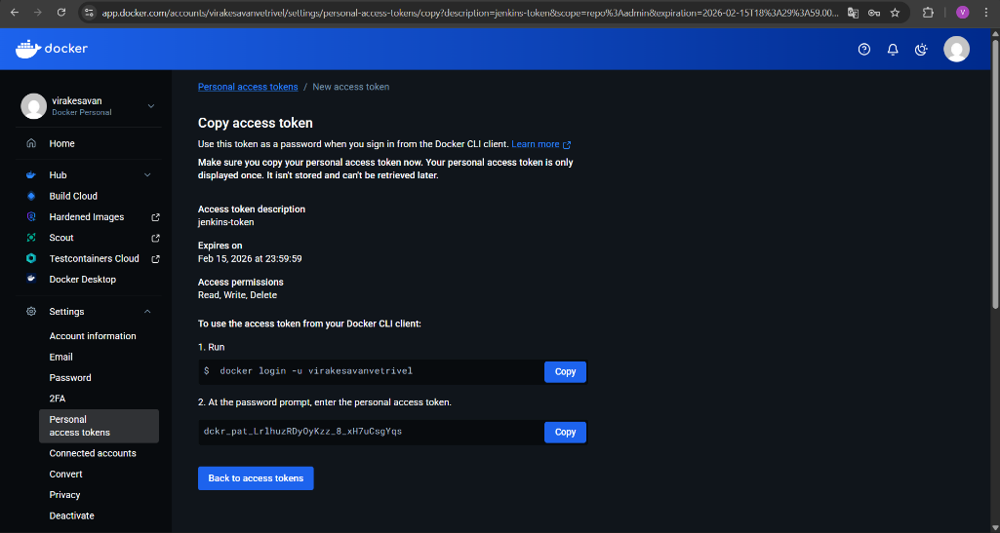 app.docker.com/accounts/virakesavanvetrivel/settings/personal-access-tokens/copy?description=jenkins-token&scope=repo%3Aadmin&expiration=2026-02-15T18%3A29%3A59.00...
V
docker
virakesavan
Docker Personal
Home
Hub
Build Cloud
Hardened Images
Scout
Testcontainers Cloud
Docker Desktop
Settings
Account information
Email
Password
2FA
Personal
access tokens
Connected accounts
Convert
Privacy
Deactivate
Personal access tokens / New access token
Copy access token
Use this token as a password when you sign in from the Docker CLI client. Learn more
Make sure you copy your personal access token now. Your personal access token is only
displayed once. It isn't stored and can't be retrieved later.
Access token description
jenkins-token
Expires on
Feb 15, 2026 at 23:59:59
Access permissions
Read, Write, Delete
To use the access token from your Docker CLI client:
1. Run
$ docker login -u virakesavanvetrivel
Copy
2. At the password prompt, enter the personal access token.
dckr_pat_LrlhuzRDyOyKzz_8_xH7uCsgYqs
Copy
Back to access tokens